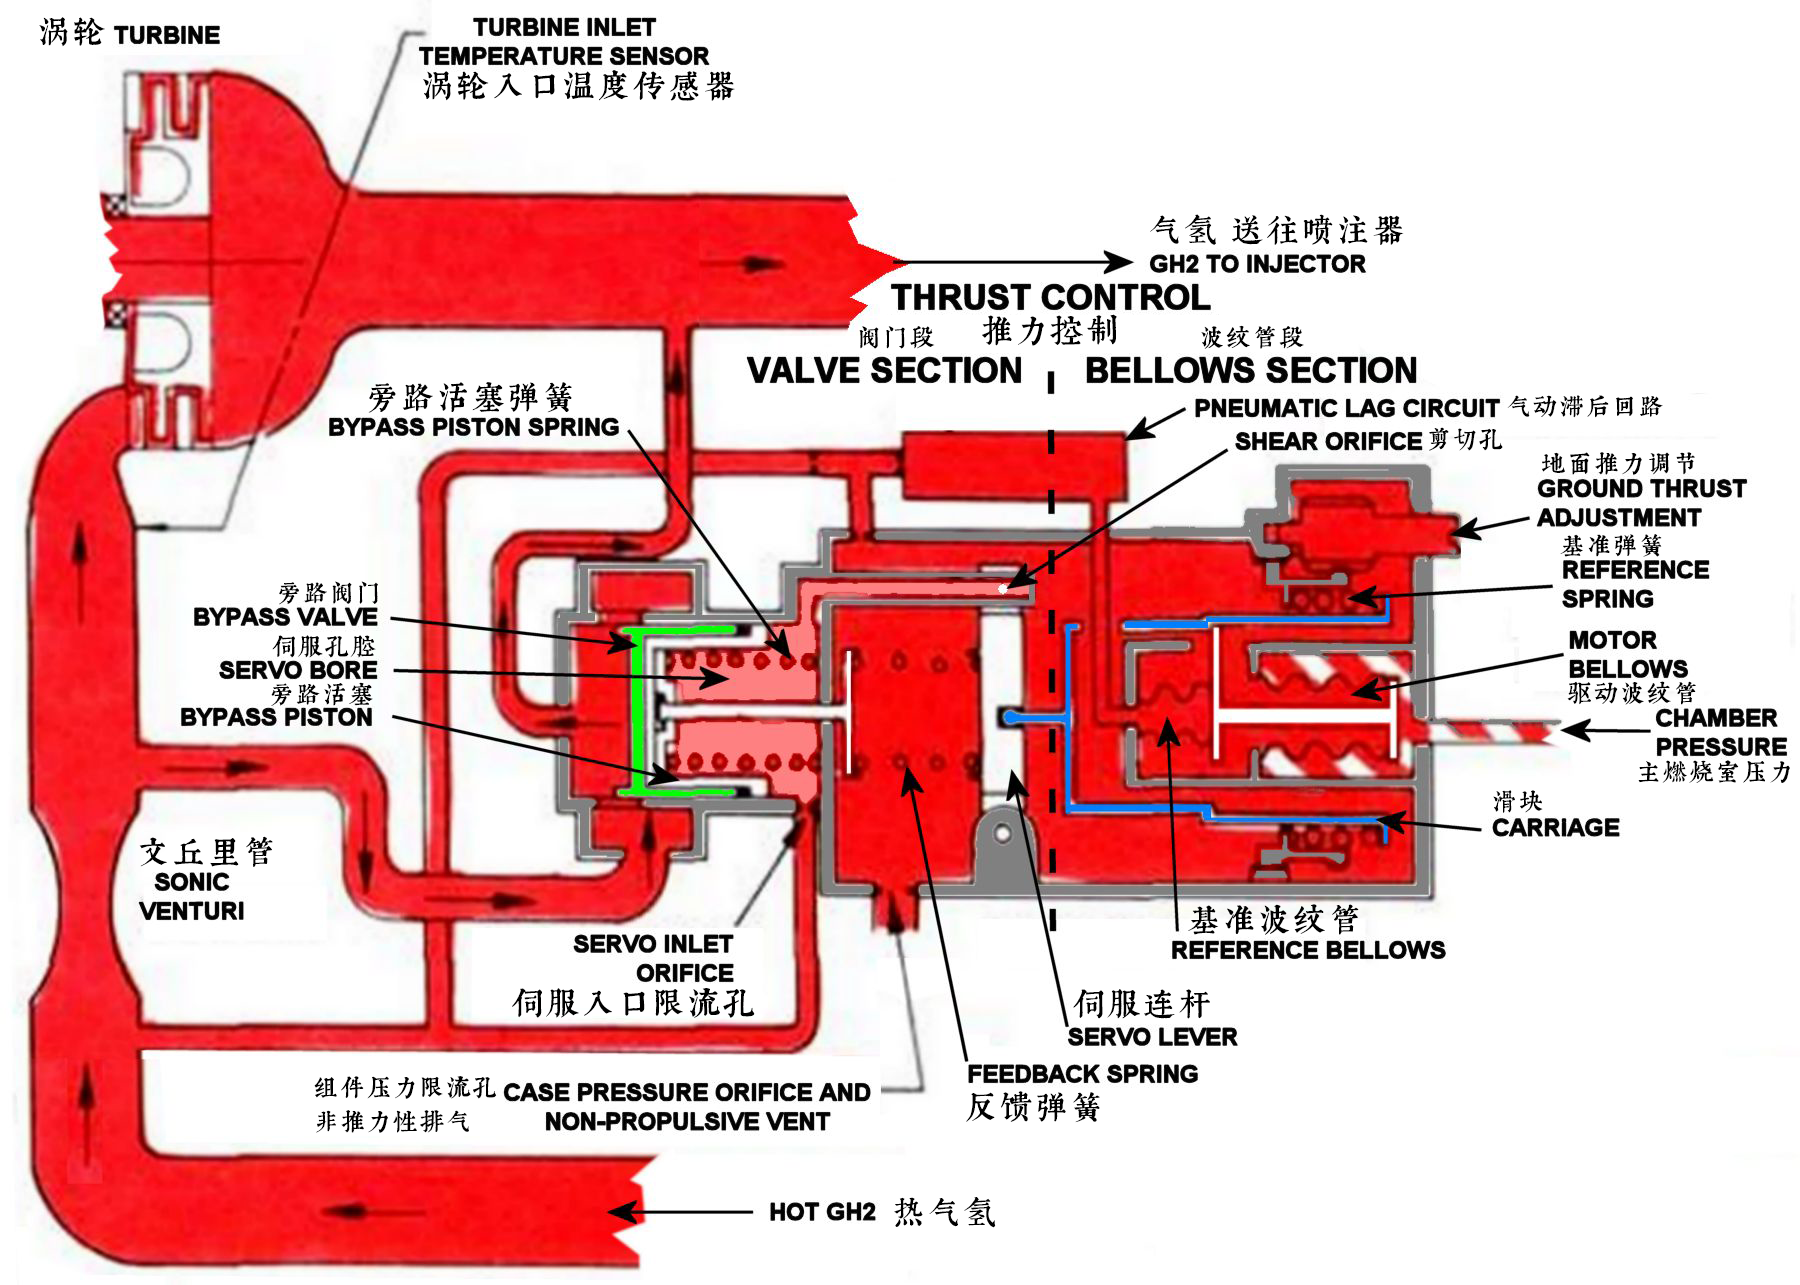 涡轮 TURBINE
TURBINE INLET
TEMPERATURE SENSOR
涡轮入口温度传感器
气氢 送往喷注器
GH2 TO INJECTOR
THRUST CONTROL
推力控制
阀门段
VALVE SECTION
波纹管段
BELLOWS SECTION
旁路活塞弹簧
BYPASS PISTON SPRING
PNEUMATIC LAG CIRCUIT 气动滞后回路
SHEAR ORIFICE 剪切孔
地面推力调节
GROUND THRUST
ADJUSTMENT
基准弹簧
REFERENCE
SPRING
旁路阀门
BYPASS VALVE
伺服孔腔
SERVO BORE
旁路活塞
BYPASS PISTON
MOTOR
BELLOWS
驱动波纹管
CHAMBER
PRESSURE
主燃烧室压力
滑块
CARRIAGE
文丘里管
SONIC
VENTURI
SERVO INLET
ORIFICE
伺服入口限流孔
基准波纹管
REFERENCE BELLOWS
伺服连杆
SERVO LEVER
FEEDBACK SPRING
反馈弹簧
组件压力限流孔 CASE PRESSURE ORIFICE AND
非推力性排气 NON-PROPULSIVE VENT
HOT GH2 热气氢